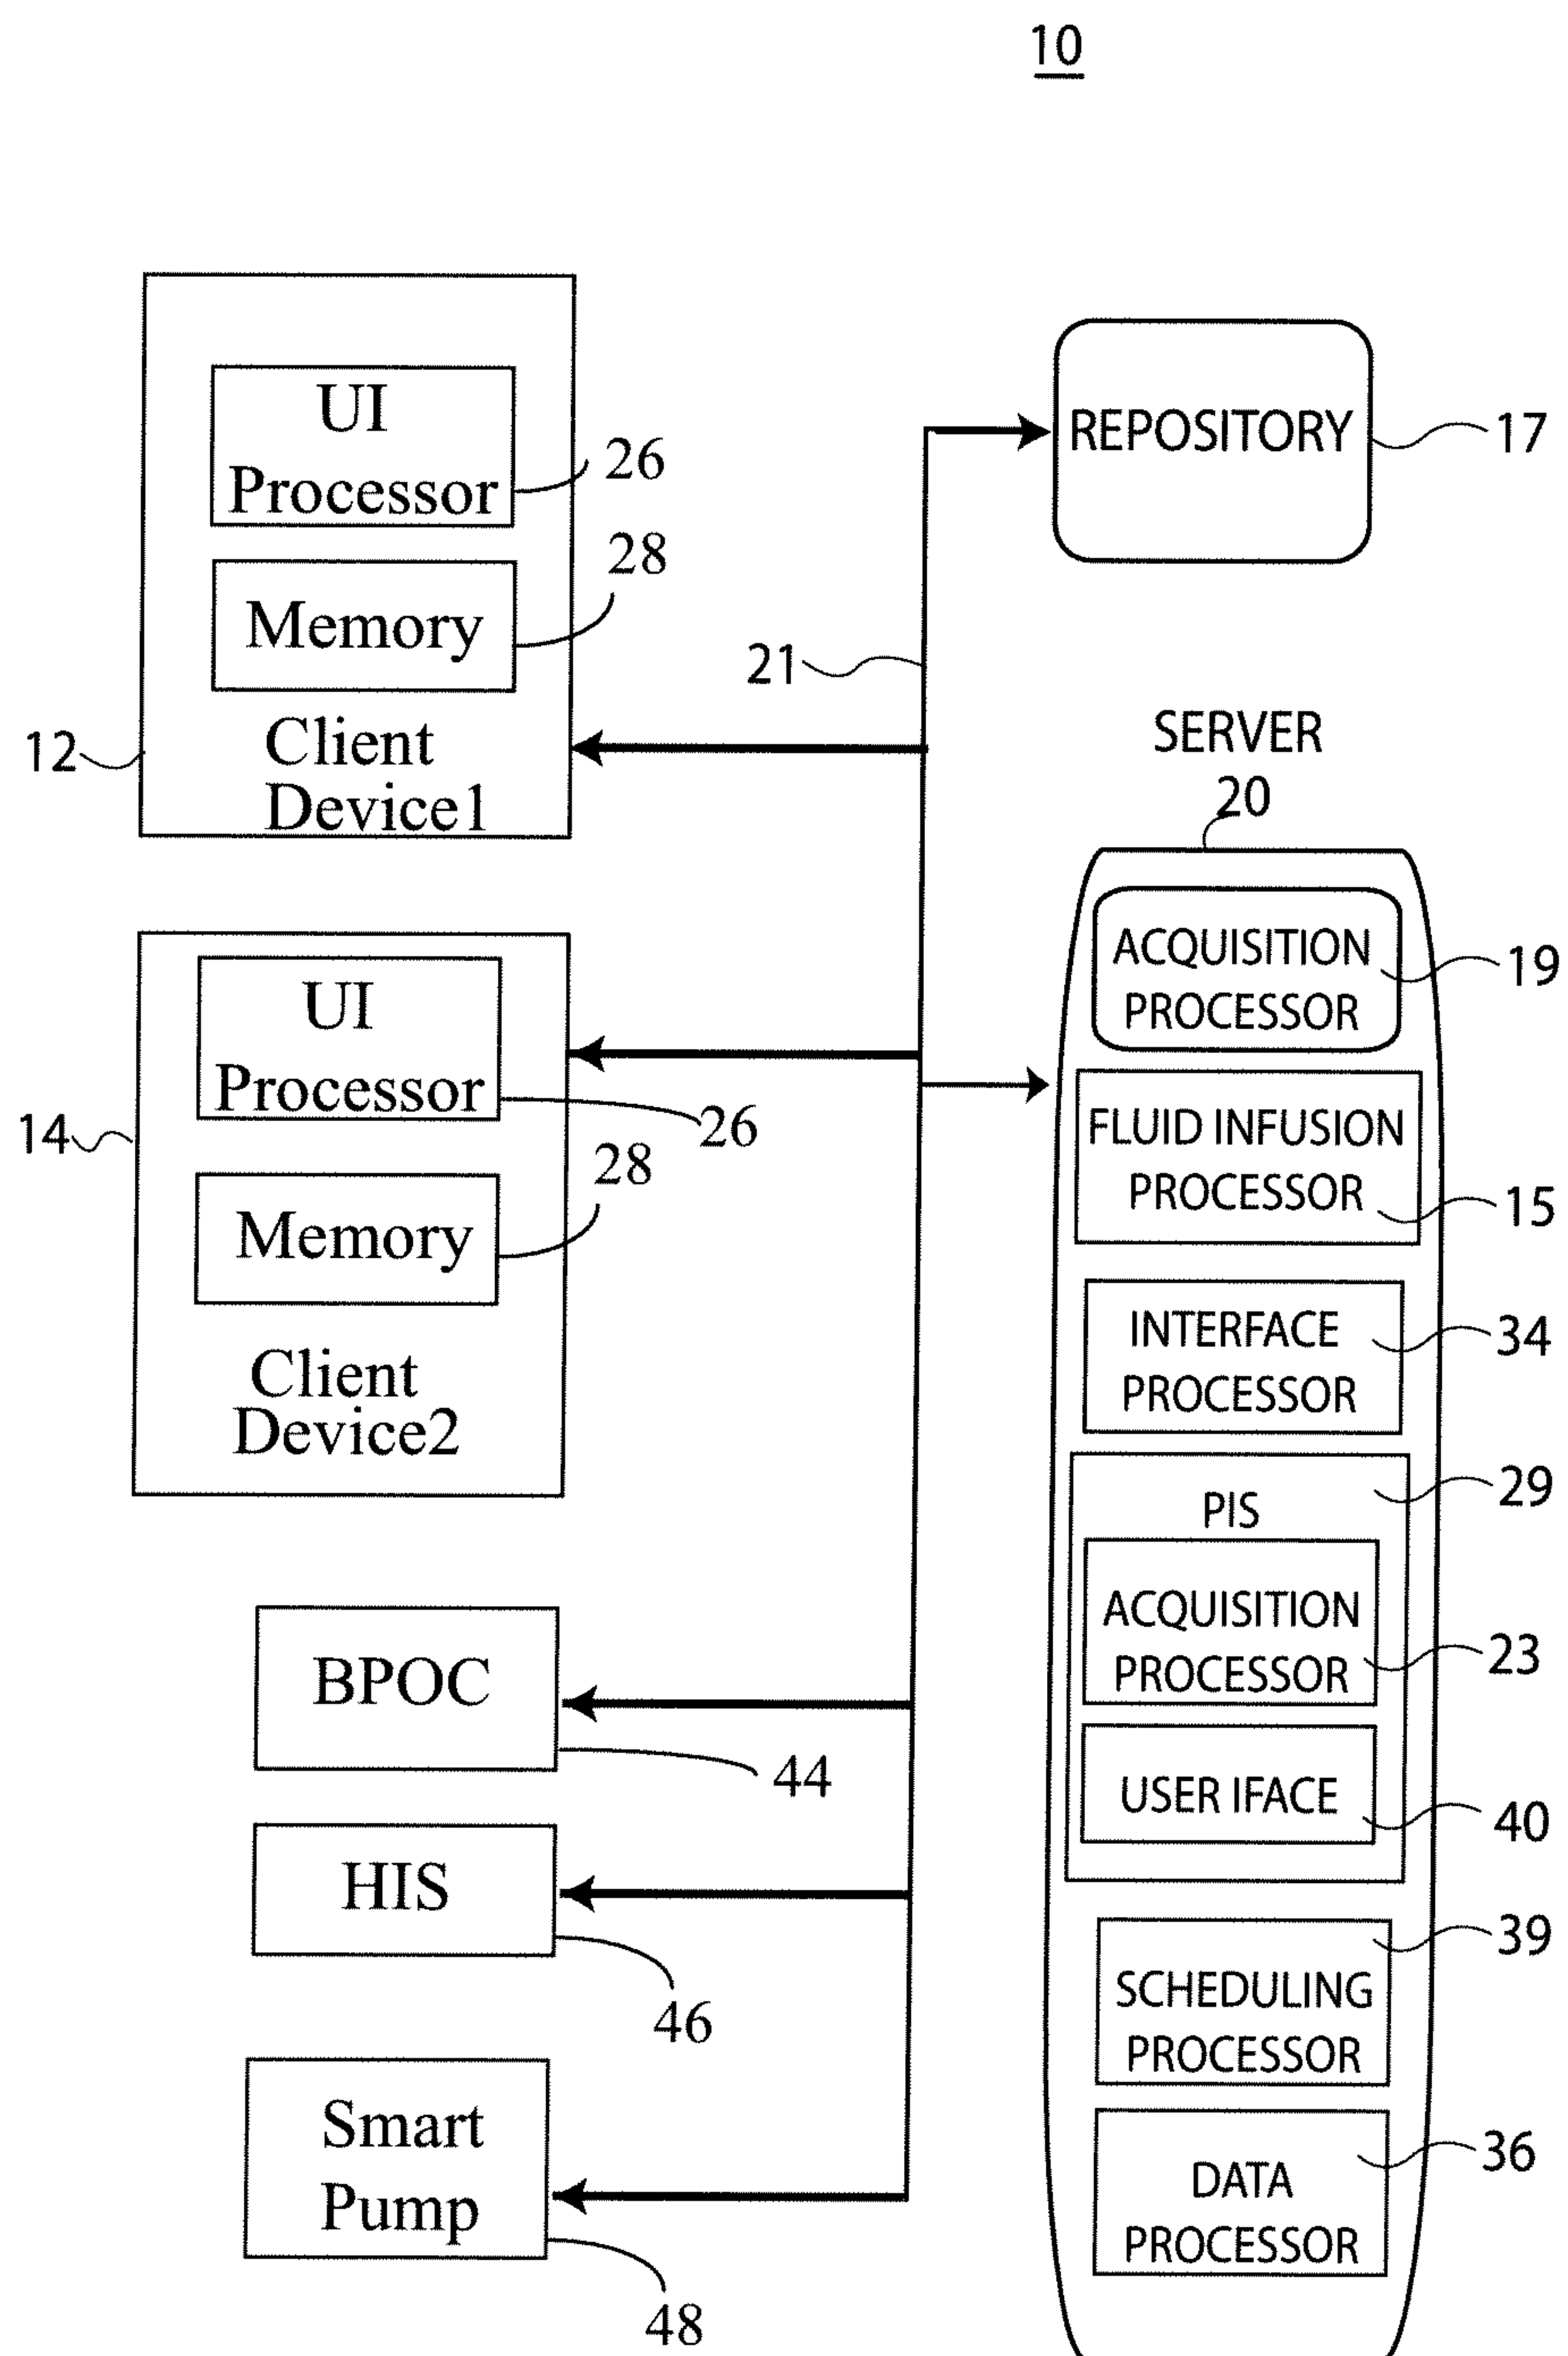 10
UI
Processor
26
Memory
28
Client
Device1
12
REPOSITORY
17
21
SERVER
20
UI
Processor
26
Memory
28
Client
Device2
14
ACQUISITION
PROCESSOR
19
FLUID INFUSION
PROCESSOR
15
INTERFACE
PROCESSOR
34
PIS
29
ACQUISITION
PROCESSOR
23
USER IFACE
40
SCHEDULING
PROCESSOR
39
DATA
PROCESSOR
36
BPOC
44
HIS
46
Smart
Pump
48